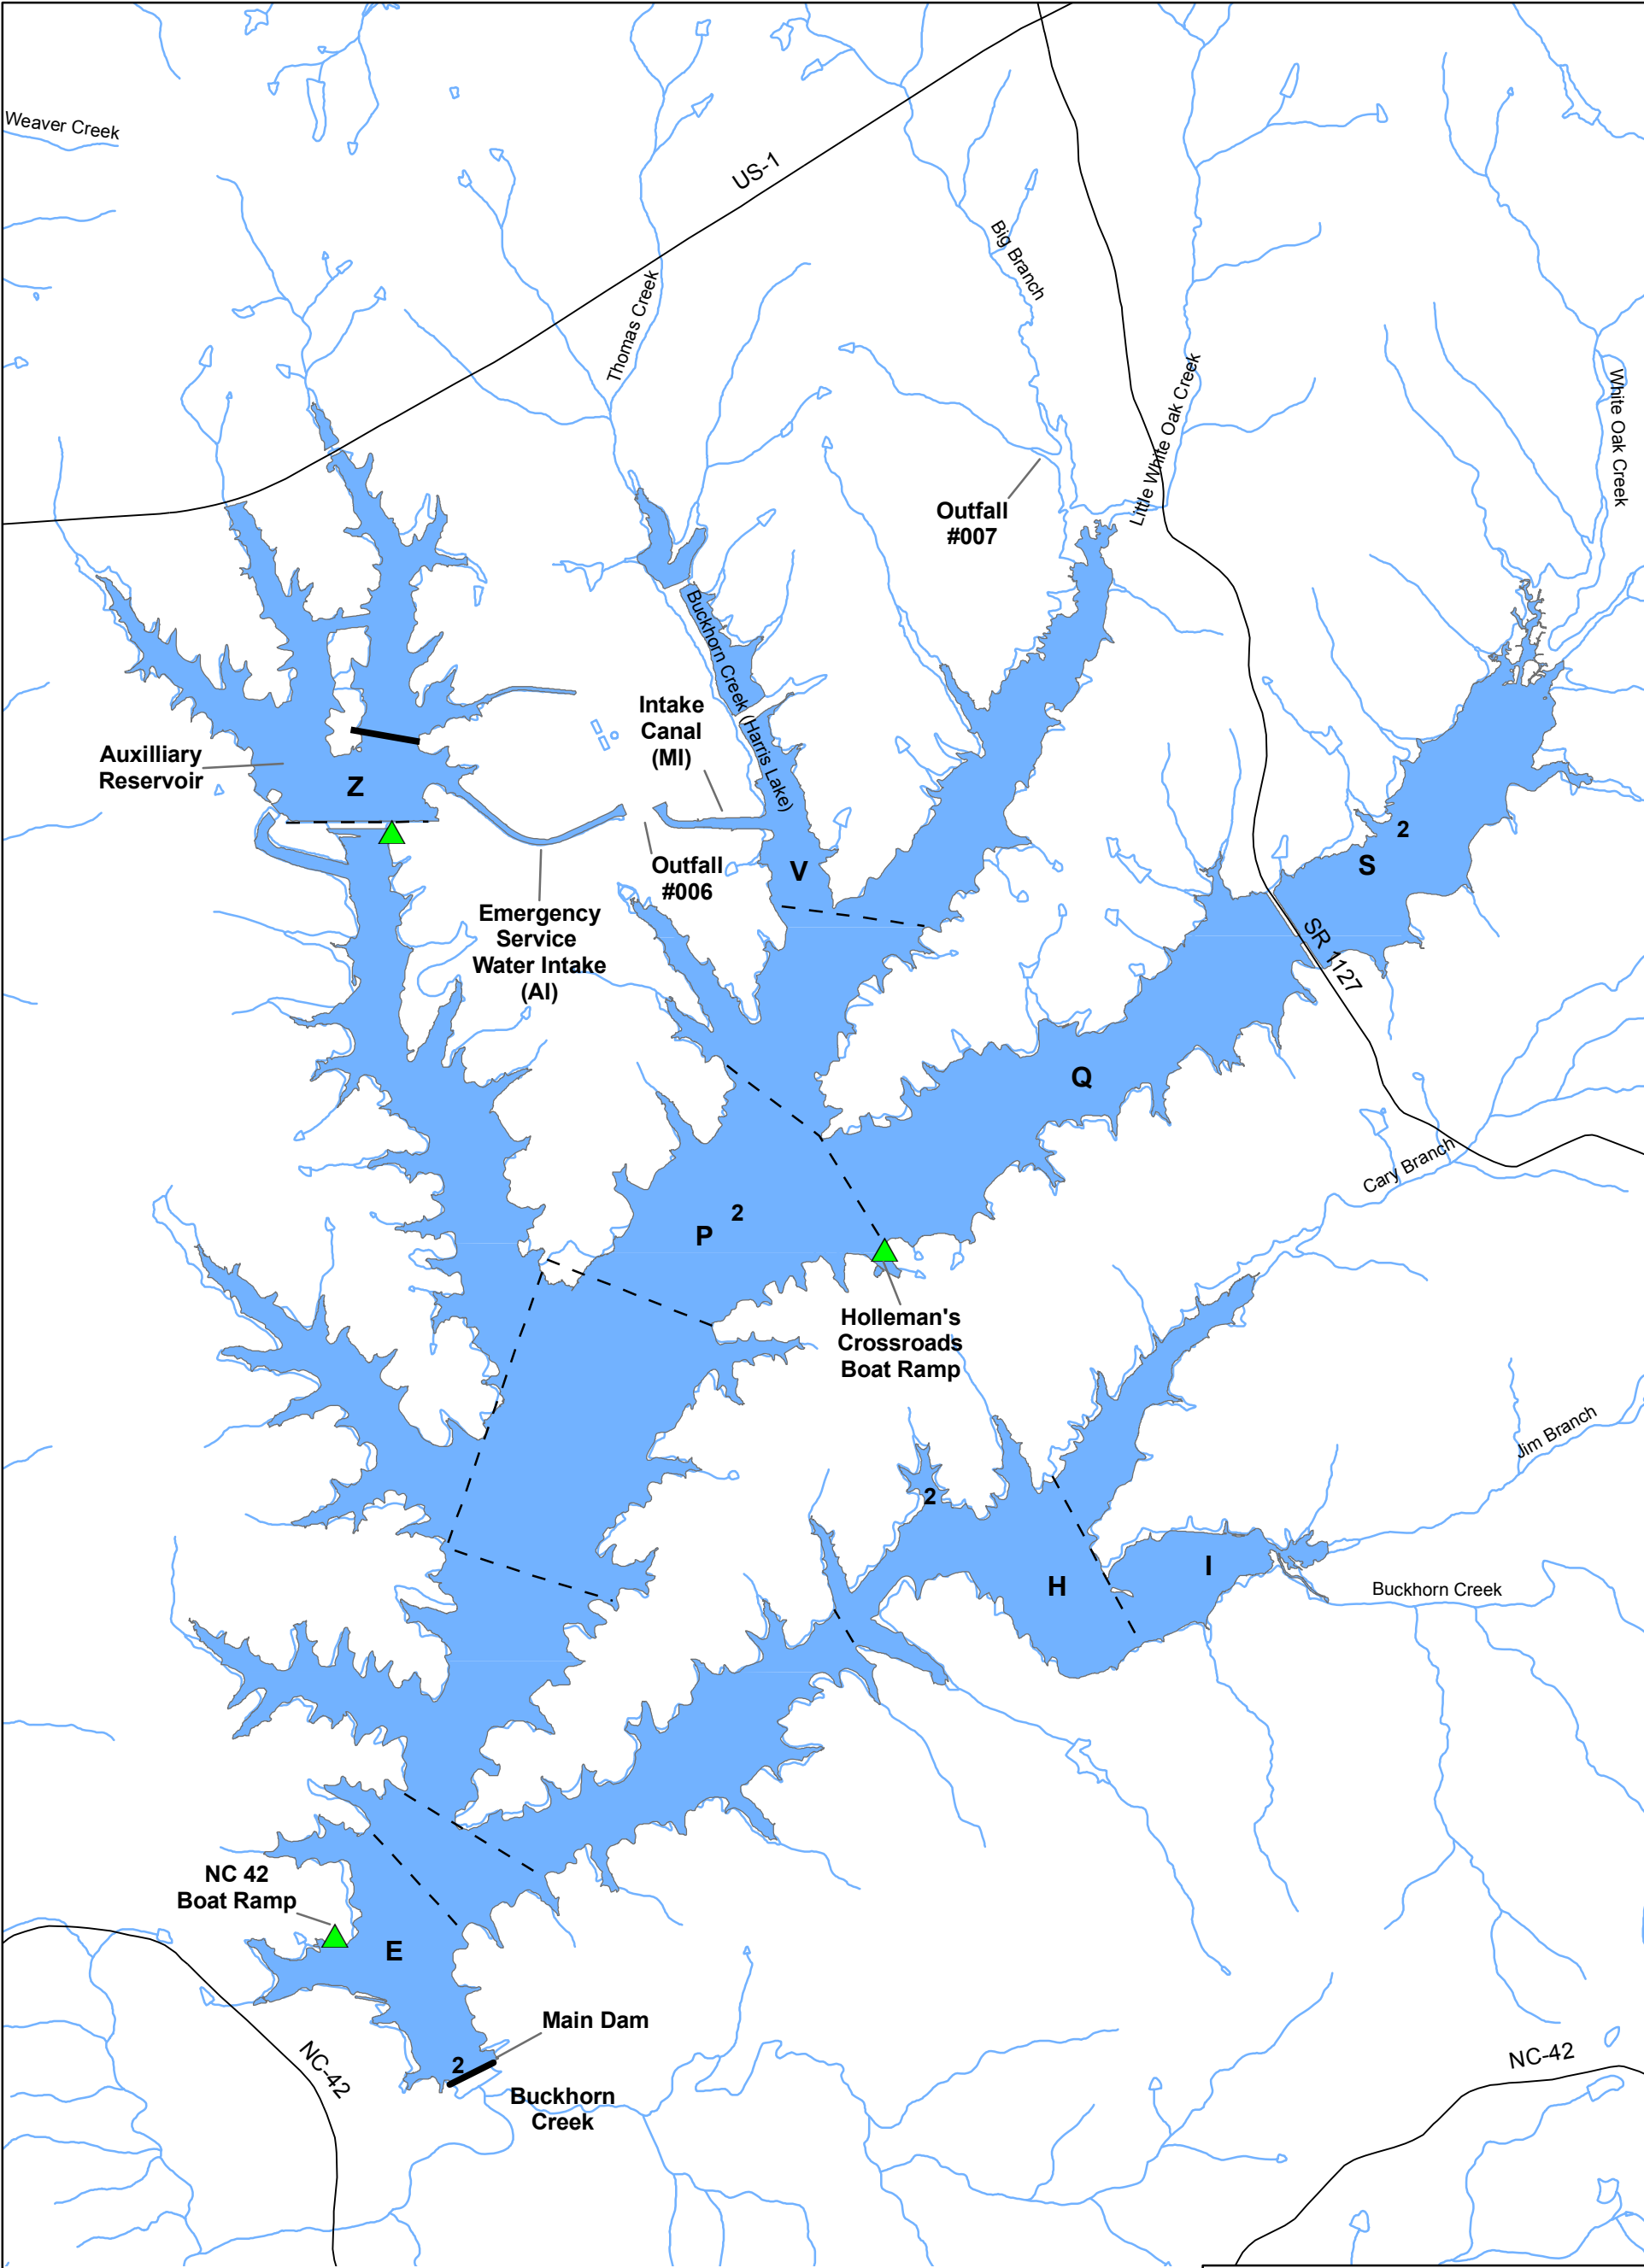 Weaver Creek
US-1
Big Branch
Thomas Creek
Little White Oak Creek
White Oak Creek
Outfall
#007
Buckhorn Creek (Harris Lake)
Intake
Canal
(MI)
Auxilliary
Reservoir
Z
2
S
V
Outfall
#006
Emergency
Service
Water Intake
(AI)
SR 1127
Q
Cary Branch
2
P
Holleman's
Crossroads
Boat Ramp
Jim Branch
2
I
H
Buckhorn Creek
NC 42
Boat Ramp
E
Main Dam
2
NC-42
NC-42
Buckhorn
Creek